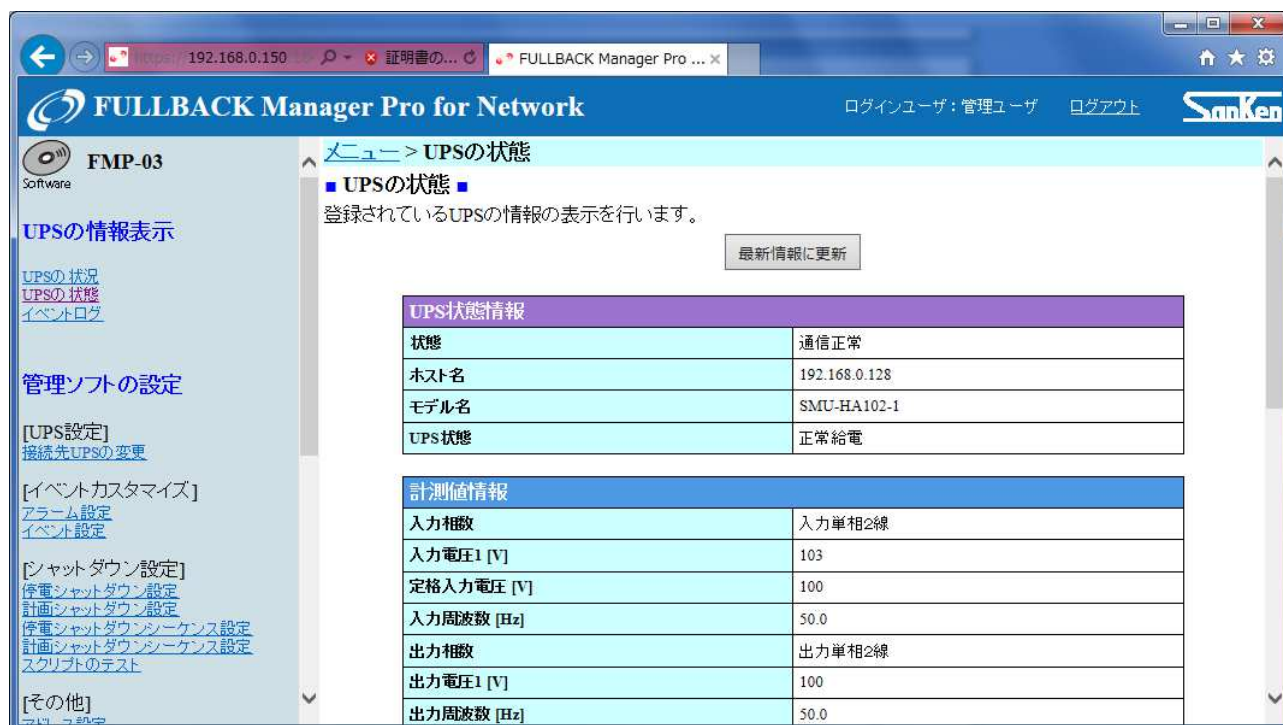 https://192.168.0.150
証明書の...
FULLBACK Manager Pro ...
FULLBACK Manager Pro for Network
ログインユーザ：管理ユーザ
ログアウト
SanKen
Software
FMP-03
UPSの情報表示
UPSの状況
UPSの状態
イベントログ
管理ソフトの設定
[UPS設定]
接続先UPSの変更
[イベントカスタマイズ]
アラーム設定
イベント設定
[シャットダウン設定]
停電シャットダウン設定
計画シャットダウン設定
停電シャットダウンシーケンス設定
計画シャットダウンシーケンス設定
スクリプトのテスト
[その他]
アドレス設定
メニュー > UPSの状態
■ UPSの状態 ■
登録されているUPSの情報の表示を行います。
最新情報に更新
UPS状態情報
状態 通信正常
ホスト名 192.168.0.128
モデル名 SMU-HA102-1
UPS状態 正常給電
計測値情報
入力相数 入力単相2線
入力電圧1 [V] 103
定格入力電圧 [V] 100
入力周波数 [Hz] 50.0
出力相数 出力単相2線
出力電圧1 [V] 100
出力周波数 [Hz] 50.0